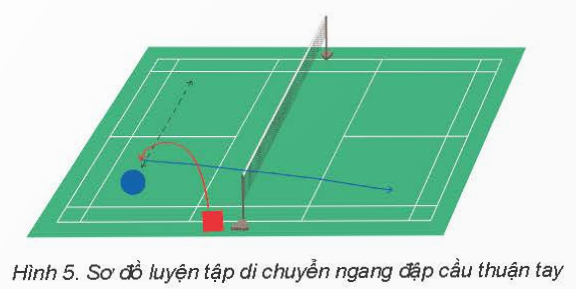 Hình 5. Sơ đồ luyện tập di chuyển ngang đập cầu thuận tay